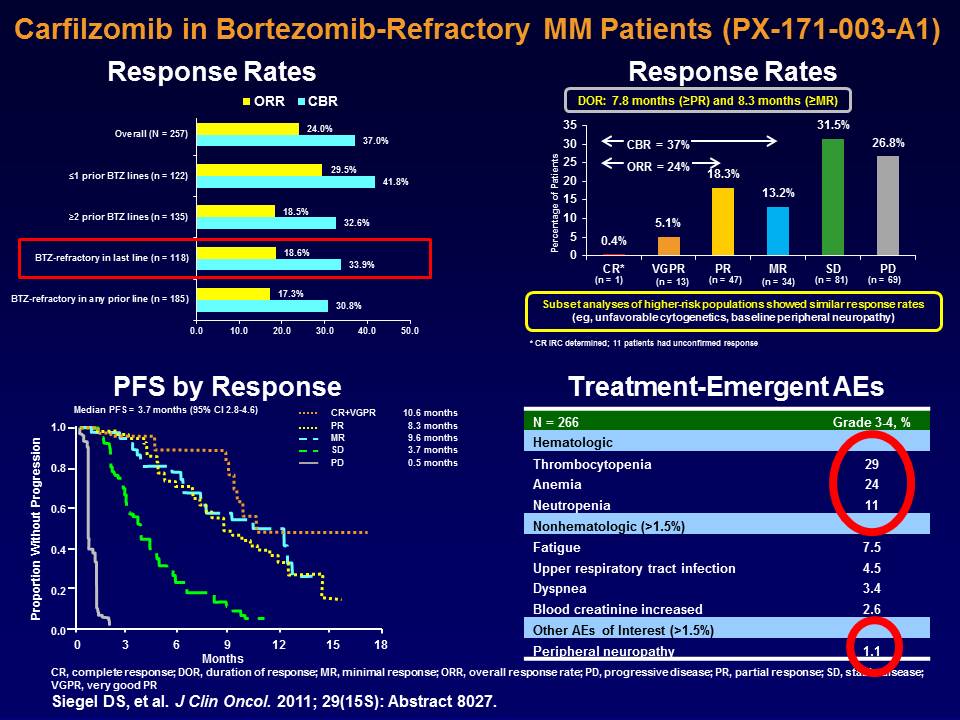 Carfilzomib in Bortezomib-Refractory MM Patients (PX-171-003-A1)
Response Rates
ORR CBR
Overall (N = 257)
24.0%
37.0%
≤1 prior BTZ lines (n = 122)
29.5%
41.8%
≥2 prior BTZ lines (n = 135)
18.5%
32.6%
BTZ-refractory in last line (n = 118)
18.6%
33.9%
BTZ-refractory in any prior line (n = 185)
17.3%
30.8%
0.0 10.0 20.0 30.0 40.0 50.0
Response Rates
DOR: 7.8 months (≥PR) and 8.3 months (≥MR)
Percentage of Patients
35
30
25
20
15
10
5
0
CBR = 37%
ORR = 24%
0.4%
5.1%
18.3%
13.2%
31.5%
26.8%
CR* VGPR PR MR SD PD
(n = 1) (n = 13) (n = 47) (n = 34) (n = 81) (n = 69)
Subset analyses of higher-risk populations showed similar response rates
(eg, unfavorable cytogenetics, baseline peripheral neuropathy)
* CR IRC determined; 11 patients had unconfirmed response
PFS by Response
Median PFS = 3.7 months (95% CI 2.8-4.6)
CR+VGPR 10.6 months
PR 8.3 months
MR 9.6 months
SD 3.7 months
PD 0.5 months
Proportion Without Progression
1.0
0.8
0.6
0.4
0.2
0.0
0 3 6 9 12 15 18
Months
Treatment-Emergent AEs
N = 266 Grade 3-4, %
Hematologic
Thrombocytopenia 29
Anemia 24
Neutropenia 11
Nonhematologic (>1.5%)
Fatigue 7.5
Upper respiratory tract infection 4.5
Dyspnea 3.4
Blood creatinine increased 2.6
Other AEs of Interest (>1.5%)
Peripheral neuropathy 1.1
CR, complete response; DOR, duration of response; MR, minimal response; ORR, overall response rate; PD, progressive disease; PR, partial response; SD, stable disease;
VGPR, very good PR
Siegel DS, et al. J Clin Oncol. 2011; 29(15S): Abstract 8027.